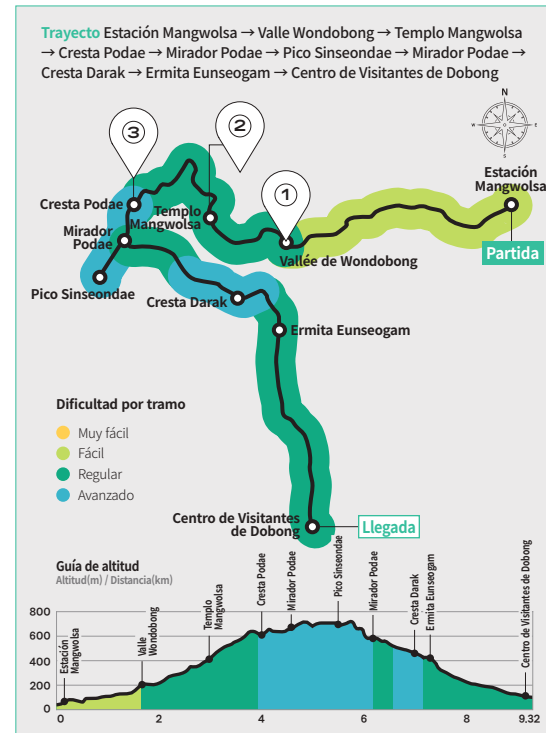 Trayecto Estación Mangwolsa → Valle Wondobong → Templo Mangwolsa
→ Cresta Podae → Mirador Podae → Pico Sinseondae → Mirador Podae →
Cresta Darak → Ermita Eunseogam → Centro de Visitantes de Dobong
N
W
E
S
3
2
1
Estación
Mangwolsa
Partida
Cresta Podae
Templo
Mangwolsa
Mirador
Podae
Vallée de Wondobong
Pico Sinseondae
Cresta Darak
Ermita Eunseogam
Dificultad por tramo
Muy fácil
Fácil
Regular
Avanzado
Centro de Visitantes
de Dobong
Llegada
Guía de altitud
Altitud(m) / Distancia(km)
800
600
400
200
0
Estación
Mangwolsa
Valle
Wondobong
Templo
Mangwolsa
Cresta Podae
Mirador Podae
Pico Sinseondae
Mirador Podae
Cresta Darak
Ermita Eunseogam
Centro de Visitantes de Dobong
0
2
4
6
8
9.32